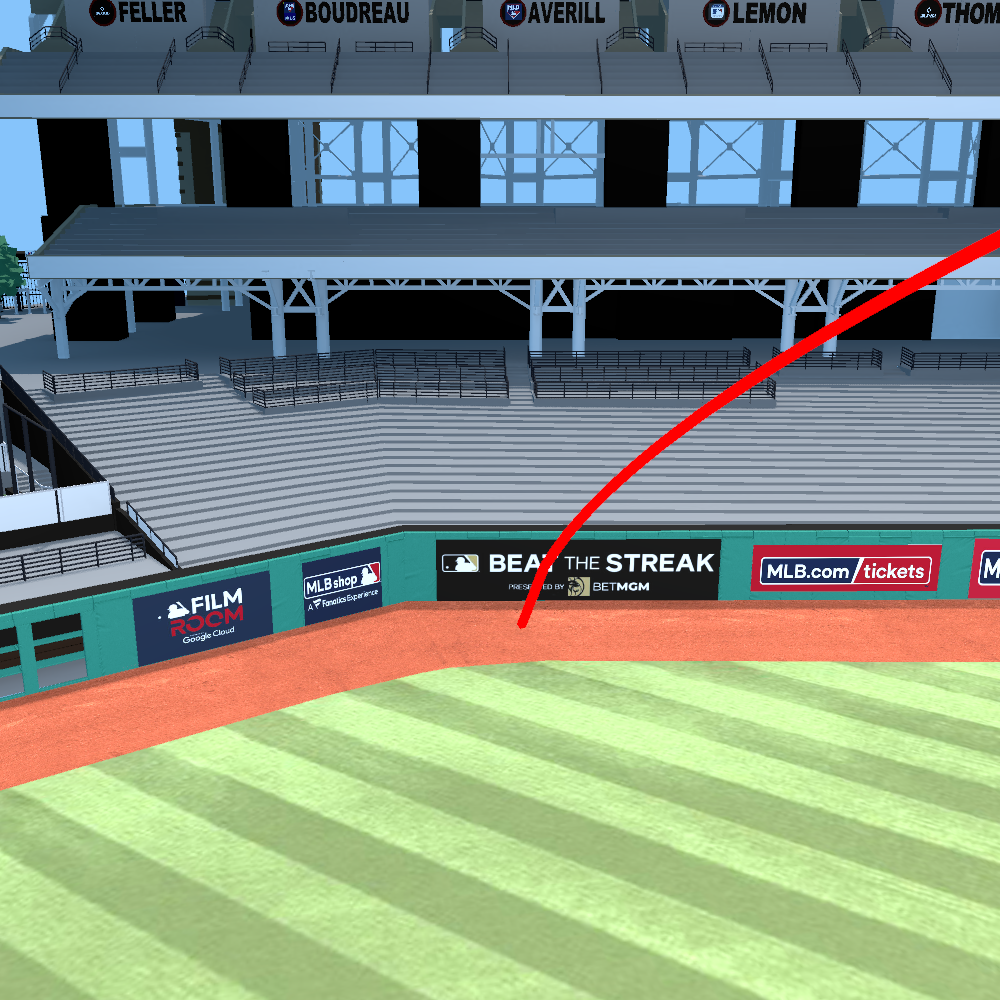 FELLER
BOUDREAU
AVERILL
LEMON
THOM
FILM
ROOM
Google Cloud
MLB shop
A Fanatics Experience
BEAT THE STREAK
PRESENTED BY BETMGM
MLB.com/tickets
M